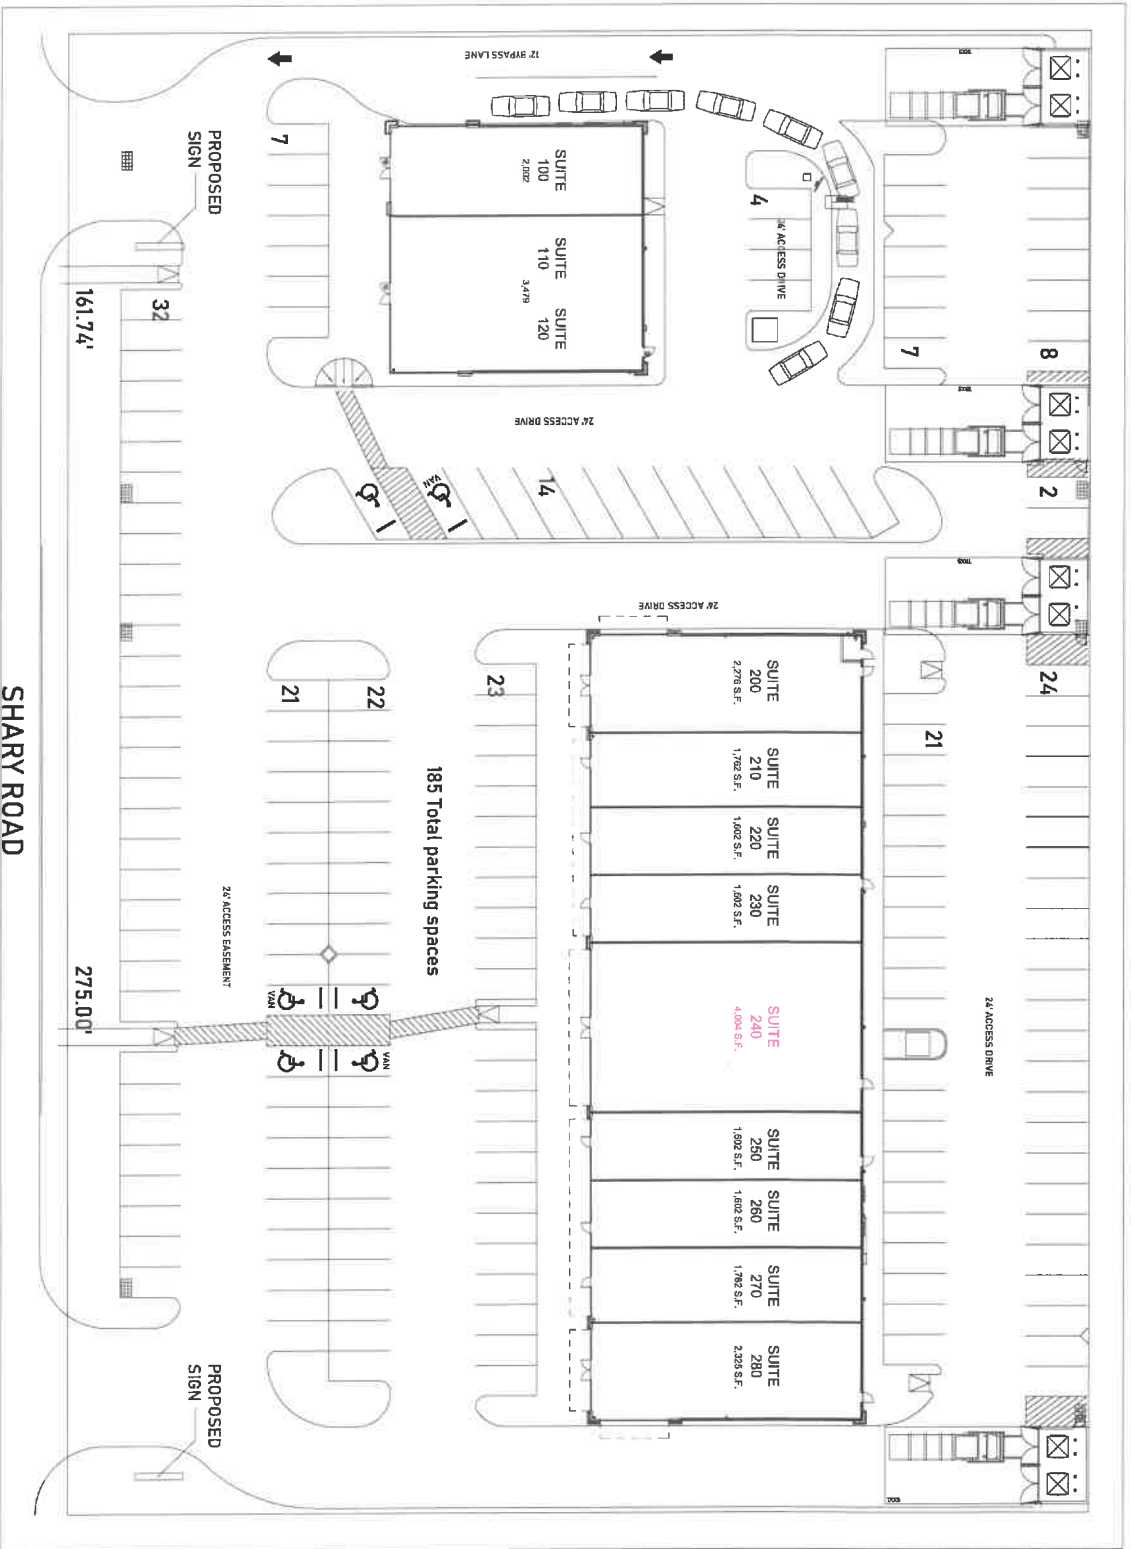 12' BYPASS LANE
PROPOSED
SIGN
7
SUITE
100
2,002
SUITE
110
3,479
SUITE
120
4
24' ACCESS DRIVE
7
8
161.74'
32
24' ACCESS DRIVE
VAN
14
2
24' ACCESS DRIVE
21
22
23
185 Total parking spaces
24' ACCESS EASEMENT
SUITE
200
2,276 S.F.
SUITE
210
1,762 S.F.
SUITE
220
1,602 S.F.
SUITE
230
1,602 S.F.
SUITE
240
4,004 S.F.
SUITE
250
1,602 S.F.
SUITE
260
1,602 S.F.
SUITE
270
1,762 S.F.
SUITE
280
2,325 S.F.
21
24
24' ACCESS DRIVE
VAN
VAN
275.00'
PROPOSED
SIGN
SHARY ROAD